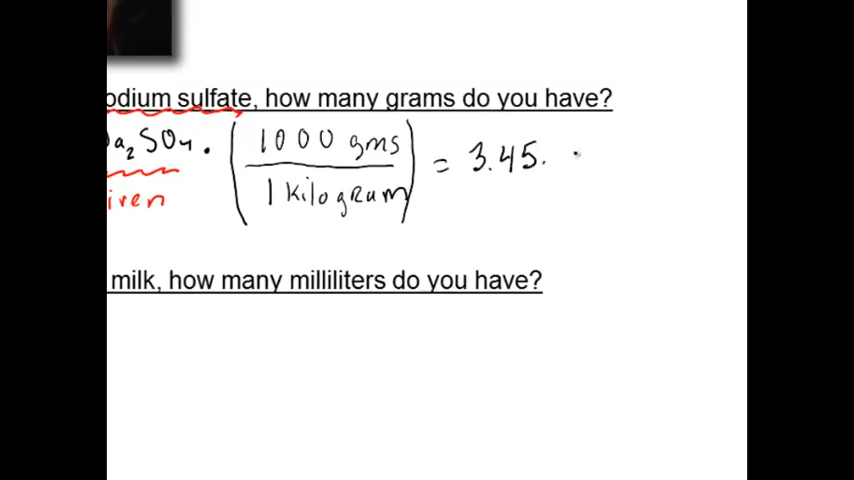 odium sulfate, how many grams do you have?
a₂SO₄ • (1000 gms / 1 kilogram) = 3.45.
iven
milk, how many milliliters do you have?